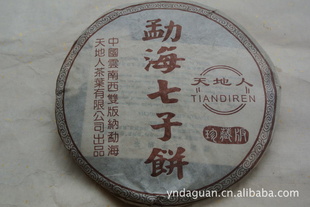 天地人
TIANDIREN
珍藏版
勐海七子餅
中國雲南西雙版納勐海
天地人茶葉有限公司出品
yndaguan.cn.alibaba.com